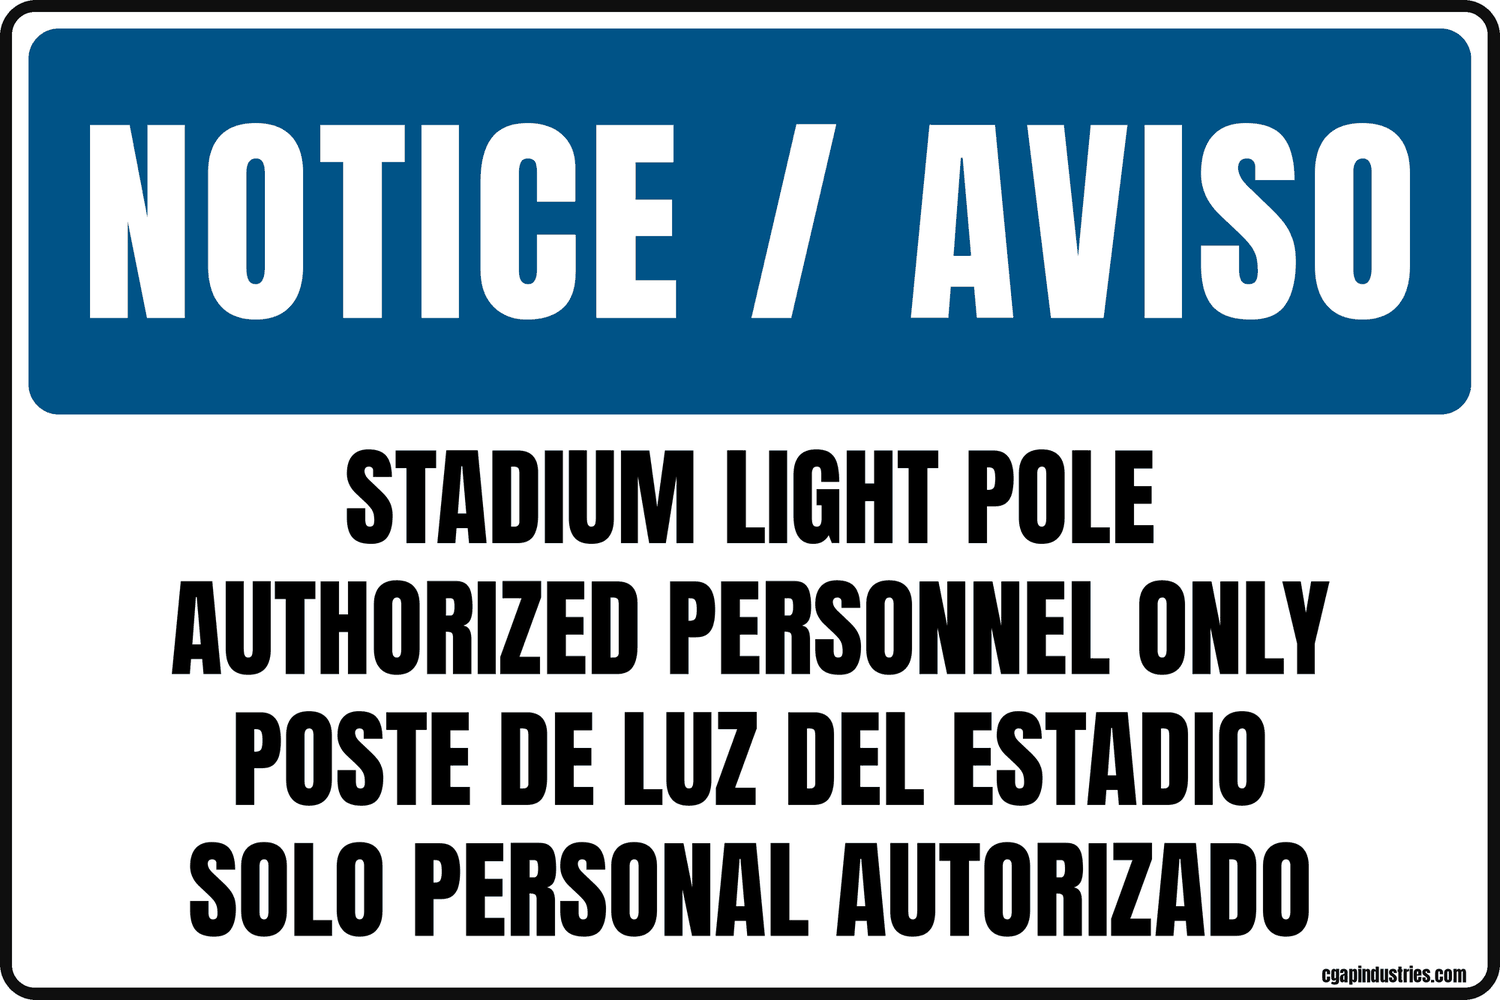 NOTICE / AVISO
STADIUM LIGHT POLE
AUTHORIZED PERSONNEL ONLY
POSTE DE LUZ DEL ESTADIO
SOLO PERSONAL AUTORIZADO
cgapindustries.com